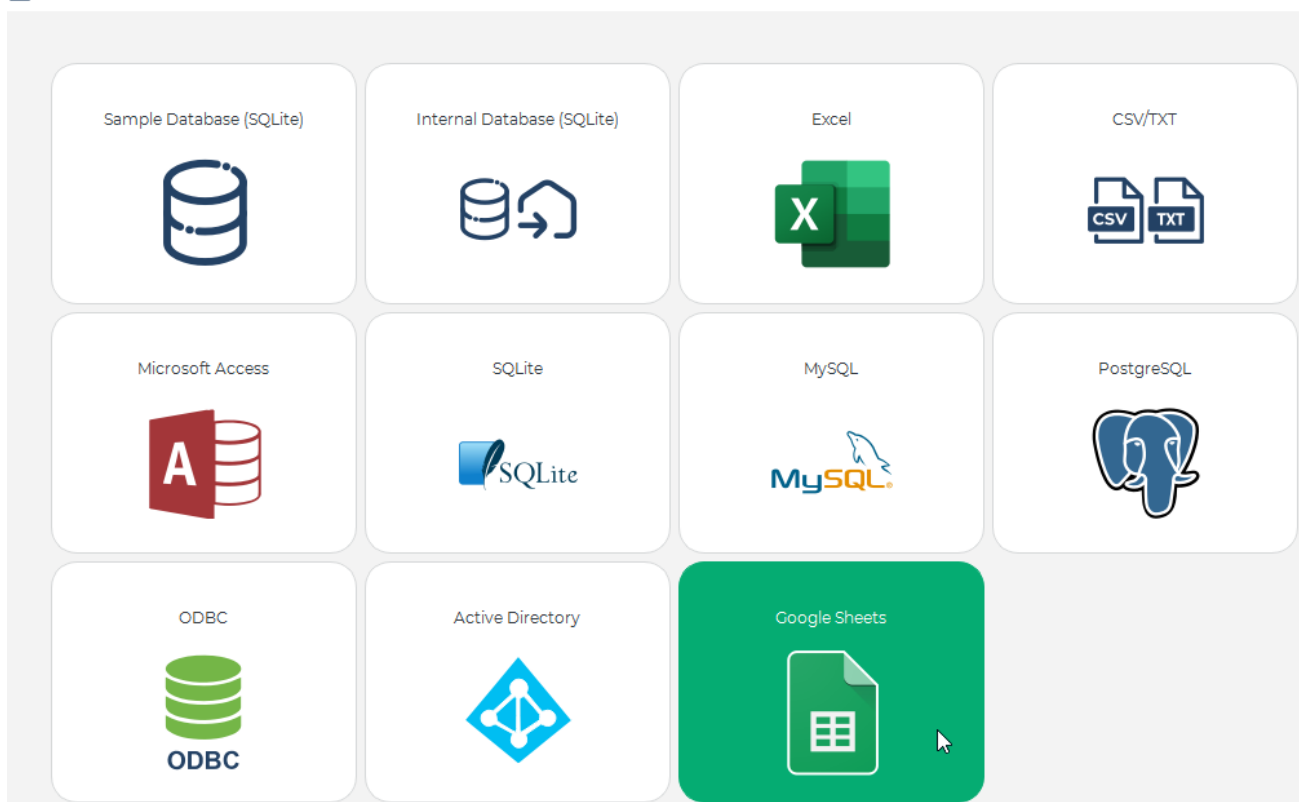 Sample Database (SQLite)
Internal Database (SQLite)
Excel
CSV/TXT
X
CSV
TXT
Microsoft Access
SQLite
MySQL
PostgreSQL
A
SQLite
MySQL®
ODBC
Active Directory
Google Sheets
ODBC